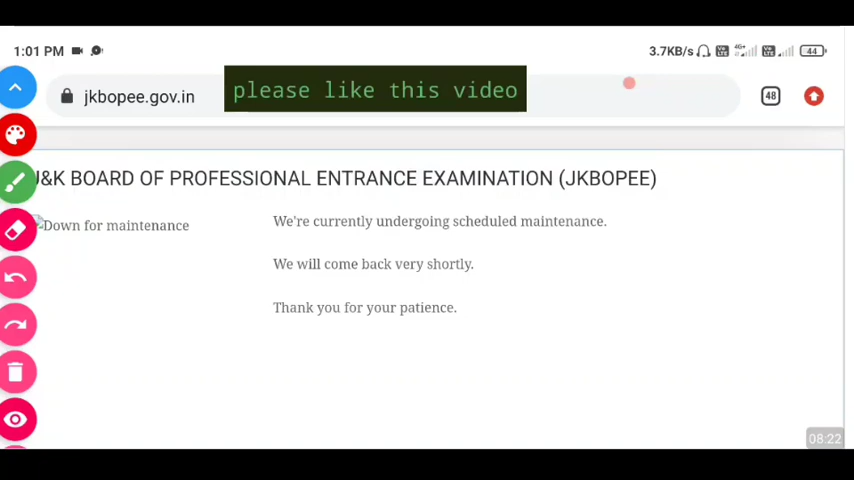 1:01 PM
3.7KB/s 4G+ 44
jkbopee.gov.in
please like this video
48
J&K BOARD OF PROFESSIONAL ENTRANCE EXAMINATION (JKBOPEE)
Down for maintenance
We're currently undergoing scheduled maintenance.
We will come back very shortly.
Thank you for your patience.
08:22